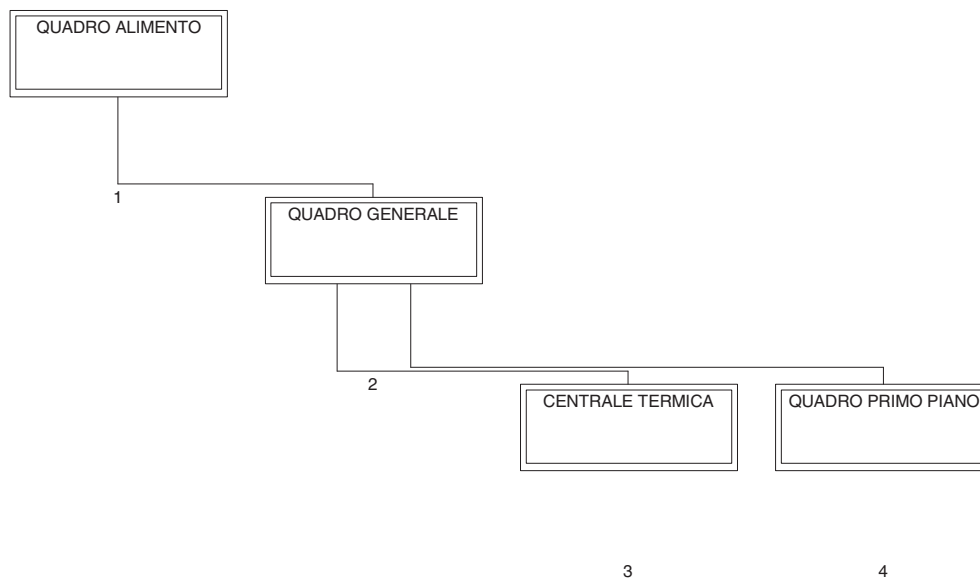 QUADRO ALIMENTO
1
QUADRO GENERALE
2
CENTRALE TERMICA
QUADRO PRIMO PIANO
3
4